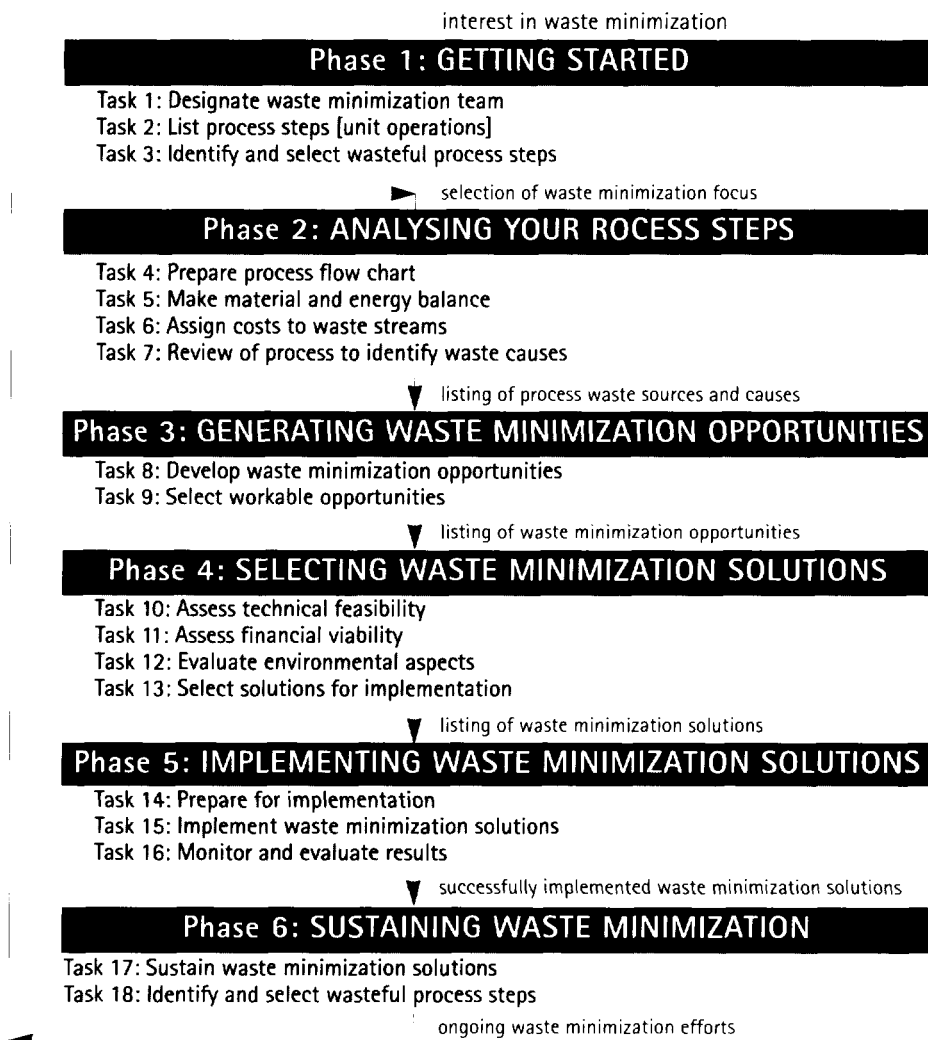 interest in waste minimization
Phase 1: GETTING STARTED
Task 1: Designate waste minimization team
Task 2: List process steps [unit operations]
Task 3: Identify and select wasteful process steps
selection of waste minimization focus
Phase 2: ANALYSING YOUR ROCESS STEPS
Task 4: Prepare process flow chart
Task 5: Make material and energy balance
Task 6: Assign costs to waste streams
Task 7: Review of process to identify waste causes
listing of process waste sources and causes
Phase 3: GENERATING WASTE MINIMIZATION OPPORTUNITIES
Task 8: Develop waste minimization opportunities
Task 9: Select workable opportunities
listing of waste minimization opportunities
Phase 4: SELECTING WASTE MINIMIZATION SOLUTIONS
Task 10: Assess technical feasibility
Task 11: Assess financial viability
Task 12: Evaluate environmental aspects
Task 13: Select solutions for implementation
listing of waste minimization solutions
Phase 5: IMPLEMENTING WASTE MINIMIZATION SOLUTIONS
Task 14: Prepare for implementation
Task 15: Implement waste minimization solutions
Task 16: Monitor and evaluate results
successfully implemented waste minimization solutions
Phase 6: SUSTAINING WASTE MINIMIZATION
Task 17: Sustain waste minimization solutions
Task 18: Identify and select wasteful process steps
ongoing waste minimization efforts